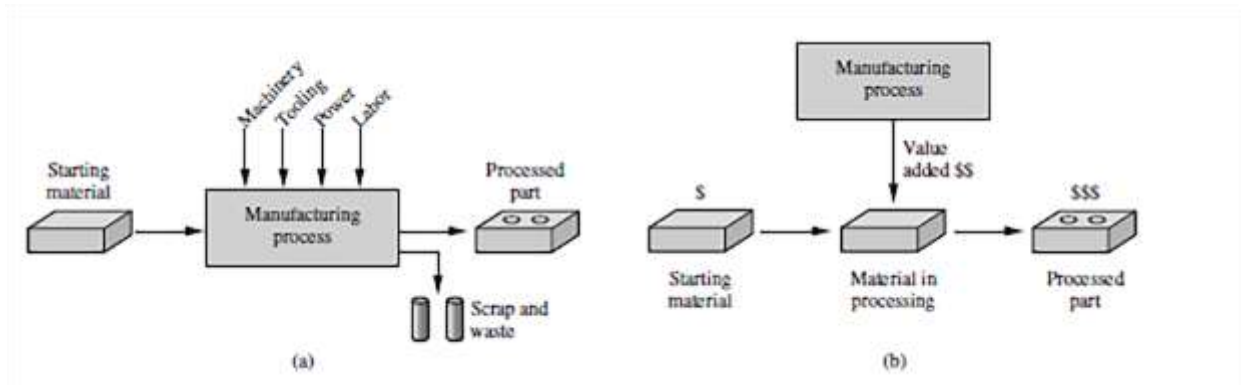 Machinery
Tooling
Power
Labor
Starting
material
Manufacturing
process
Processed
part
Scrap and
waste
(a)
Manufacturing
process
Value
added $$
$
$$$
Starting
material
Material in
processing
Processed
part
(b)